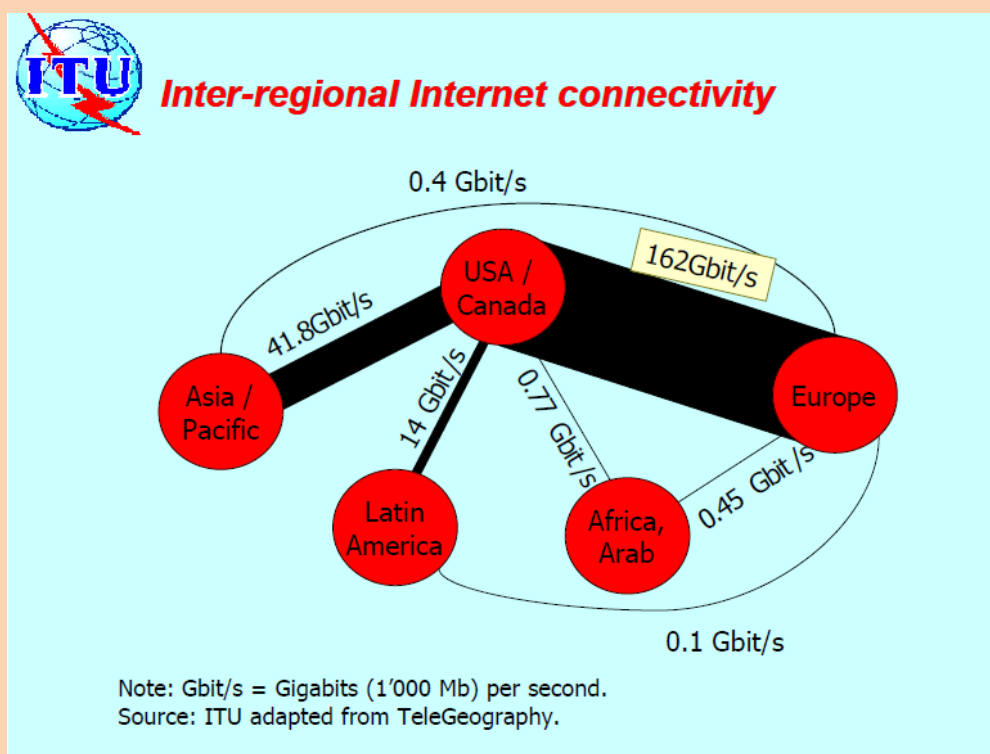 ITU
Inter-regional Internet connectivity
0.4 Gbit/s
162Gbit/s
USA /
Canada
41.8Gbit/s
Asia /
Pacific
14 Gbit/s
0.77 Gbit/s
Europe
0.45 Gbit/s
Latin
America
Africa,
Arab
0.1 Gbit/s
Note: Gbit/s = Gigabits (1’000 Mb) per second.
Source: ITU adapted from TeleGeography.